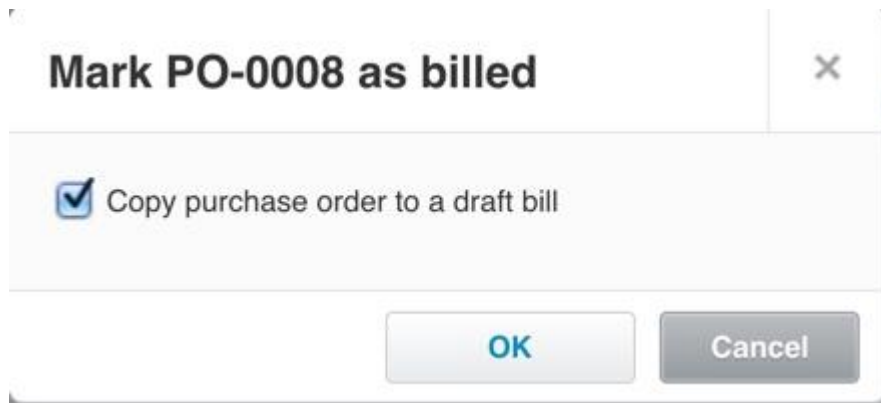 Mark PO-0008 as billed
Copy purchase order to a draft bill
OK
Cancel